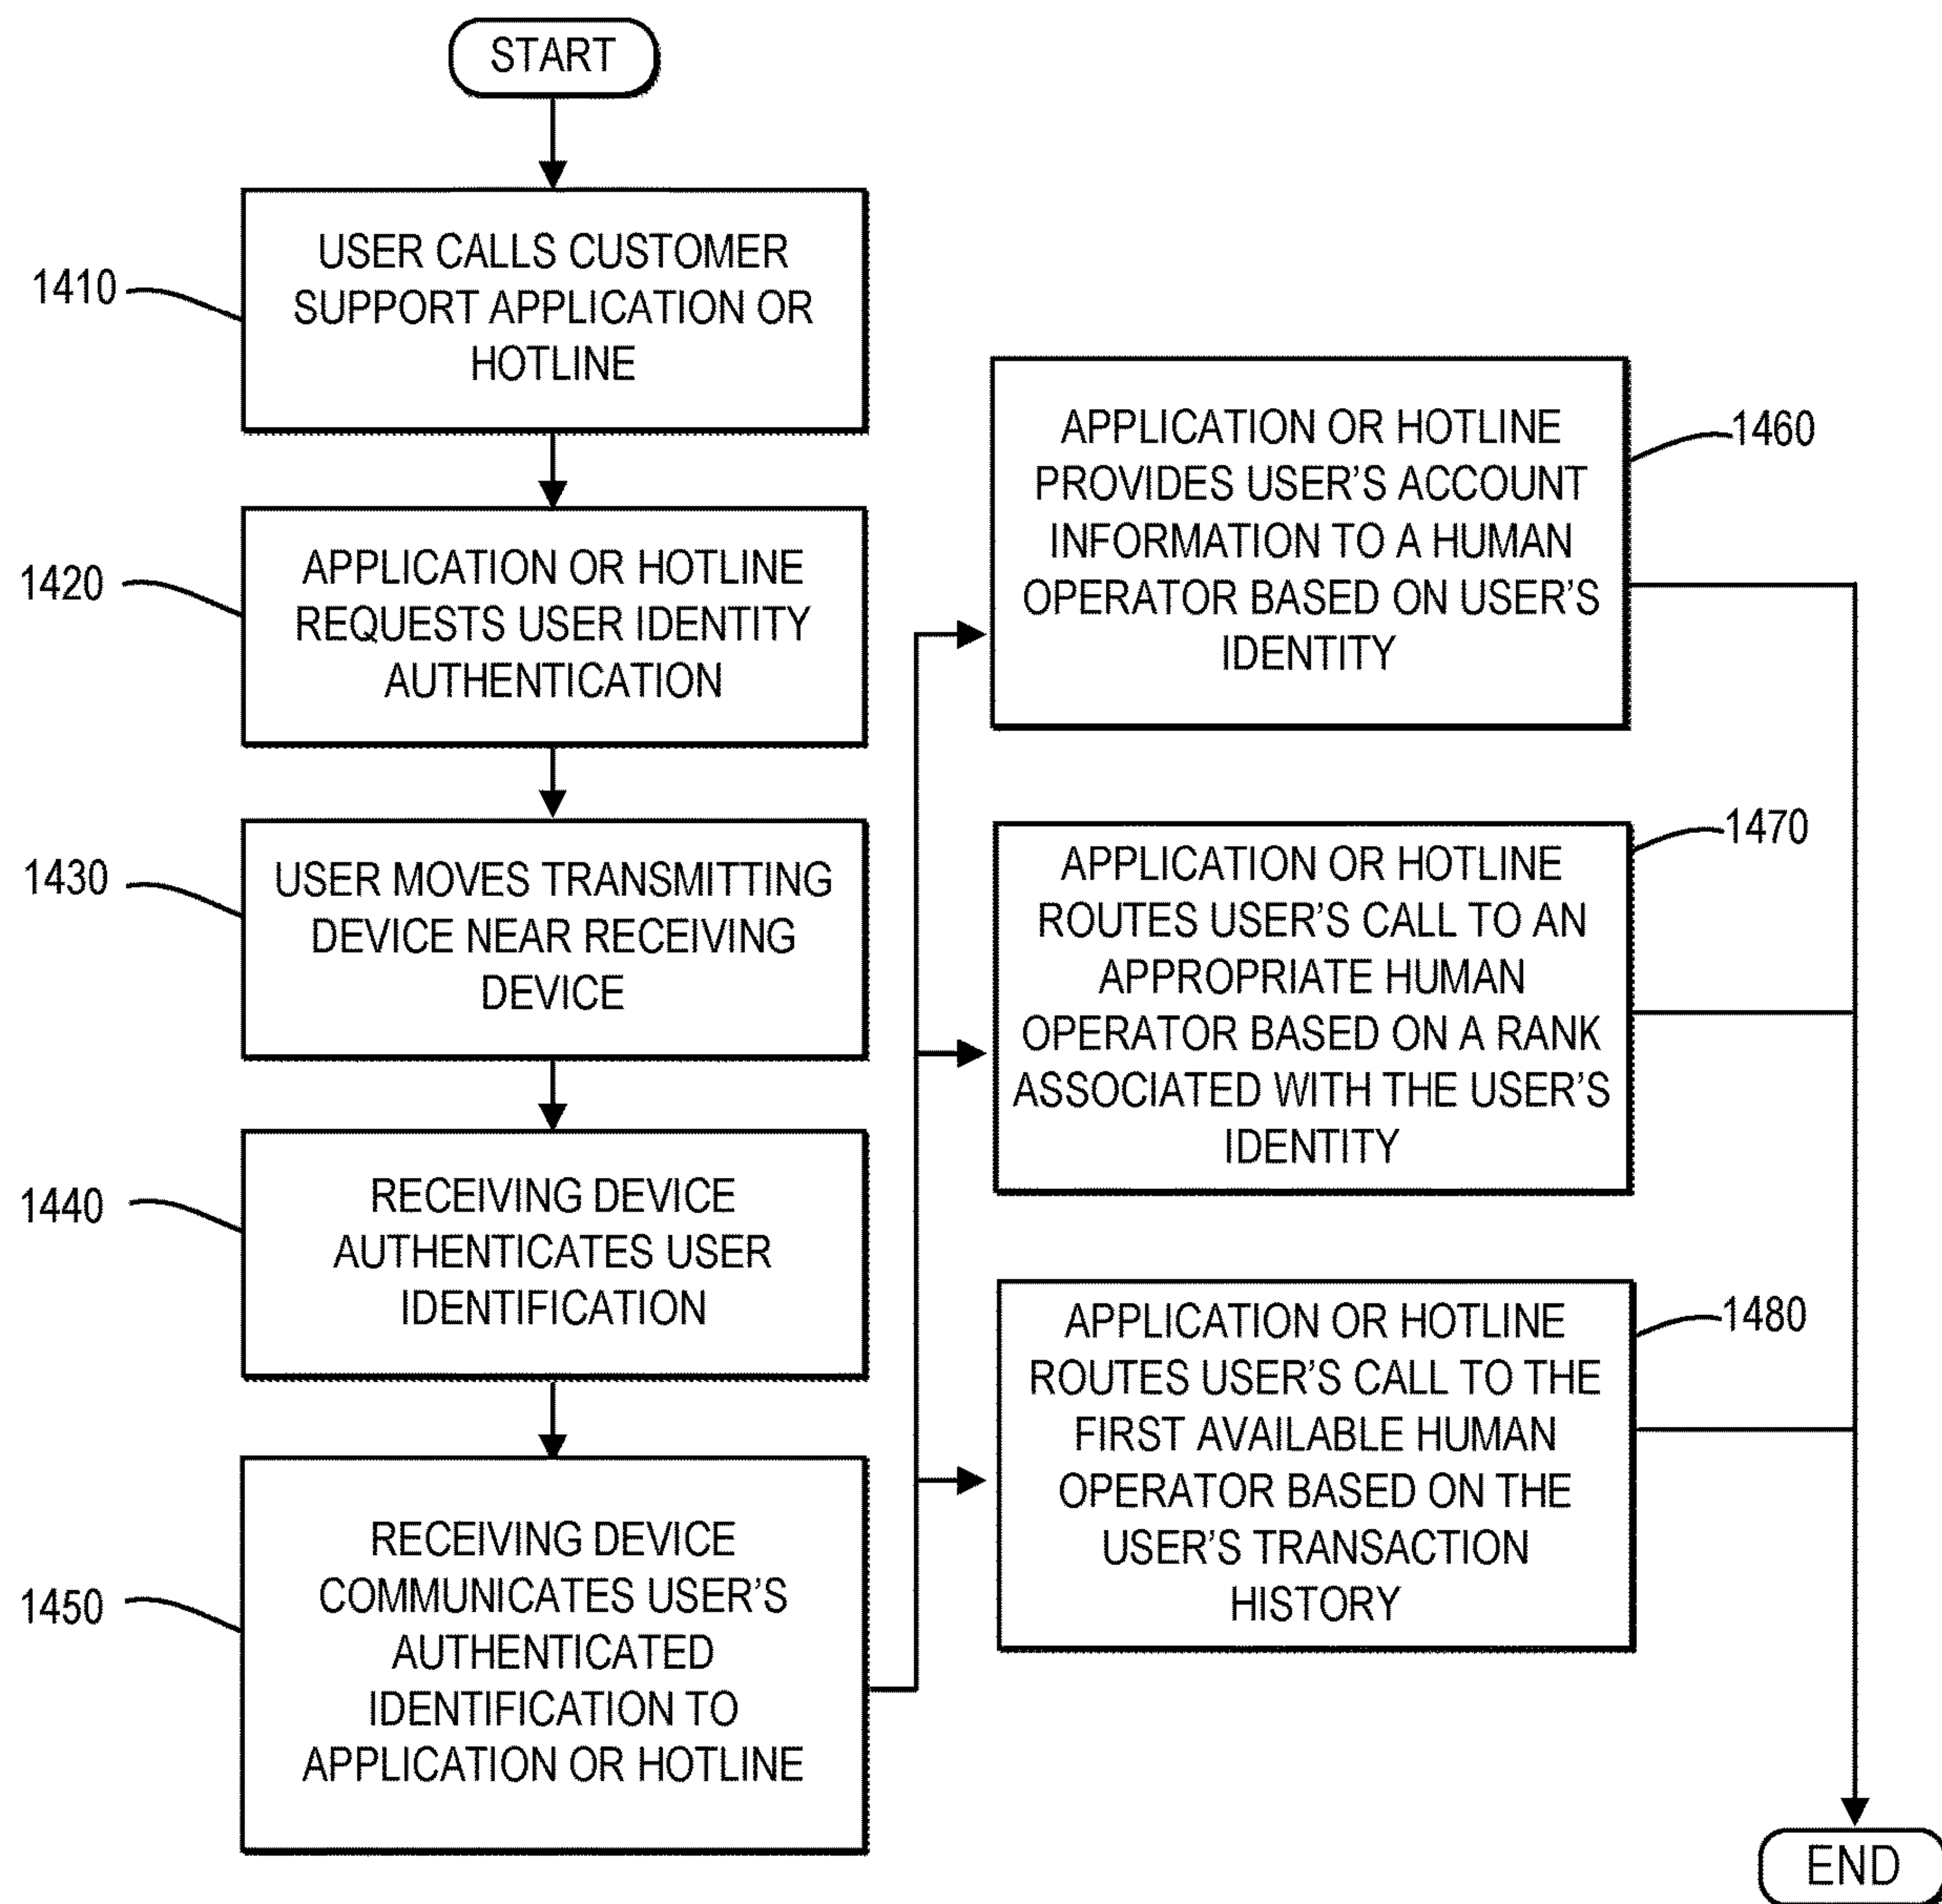 START
1410
USER CALLS CUSTOMER
SUPPORT APPLICATION OR
HOTLINE
1420
APPLICATION OR HOTLINE
REQUESTS USER IDENTITY
AUTHENTICATION
1430
USER MOVES TRANSMITTING
DEVICE NEAR RECEIVING
DEVICE
1440
RECEIVING DEVICE
AUTHENTICATES USER
IDENTIFICATION
1450
RECEIVING DEVICE
COMMUNICATES USER’S
AUTHENTICATED
IDENTIFICATION TO
APPLICATION OR HOTLINE
1460
APPLICATION OR HOTLINE
PROVIDES USER’S ACCOUNT
INFORMATION TO A HUMAN
OPERATOR BASED ON USER’S
IDENTITY
1470
APPLICATION OR HOTLINE
ROUTES USER’S CALL TO AN
APPROPRIATE HUMAN
OPERATOR BASED ON A RANK
ASSOCIATED WITH THE USER’S
IDENTITY
1480
APPLICATION OR HOTLINE
ROUTES USER’S CALL TO THE
FIRST AVAILABLE HUMAN
OPERATOR BASED ON THE
USER’S TRANSACTION
HISTORY
END